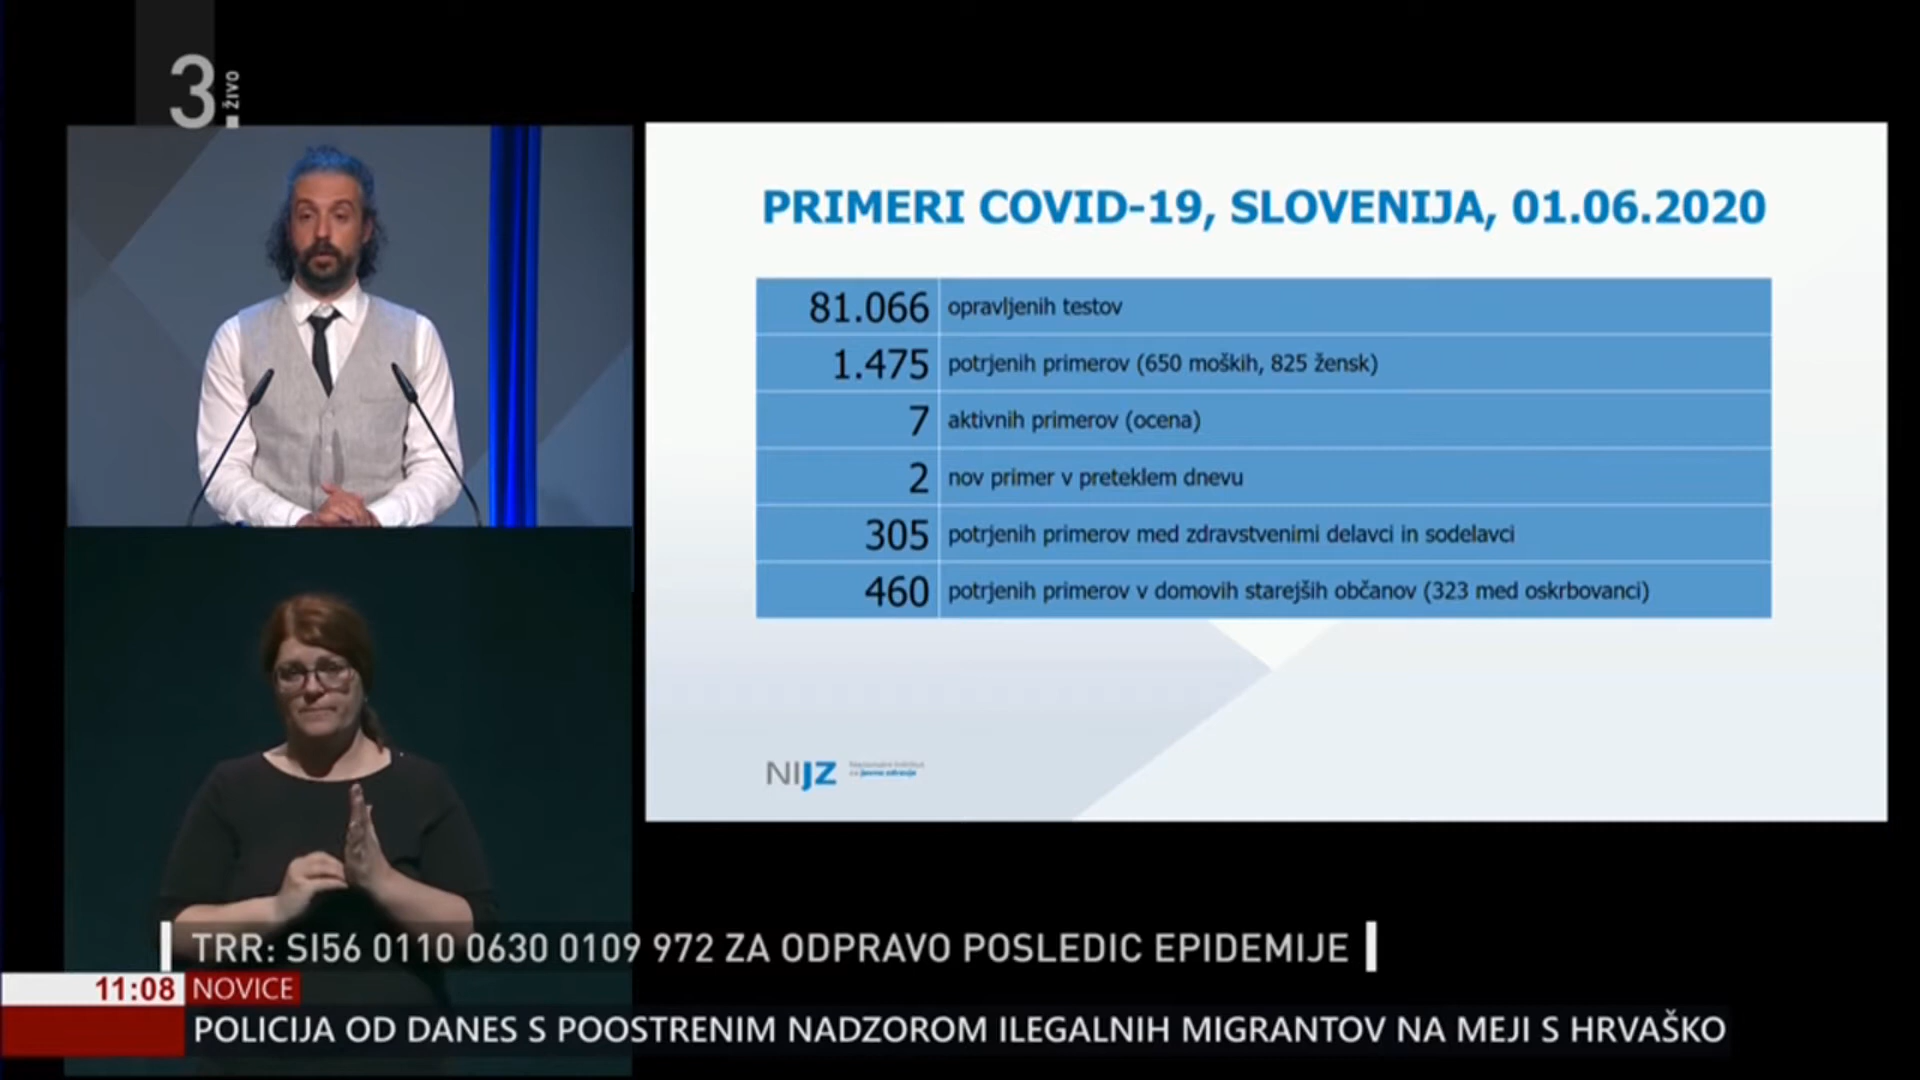 3.
živo
PRIMERI COVID-19, SLOVENIJA, 01.06.2020
81.066 opravljenih testov
1.475 potrjenih primerov (650 moških, 825 žensk)
7 aktivnih primerov (ocena)
2 nov primer v preteklem dnevu
305 potrjenih primerov med zdravstvenimi delavci in sodelavci
460 potrjenih primerov v domovih starejših občanov (323 med oskrbovanci)
NIJZ
TRR: SI56 0110 0630 0109 972 ZA ODPRAVO POSLEDIC EPIDEMIJE
11:08 NOVICE
POLICIJA OD DANES S POOSTRENIM NADZOROM ILEGALNIH MIGRANTOV NA MEJI S HRVAŠKO